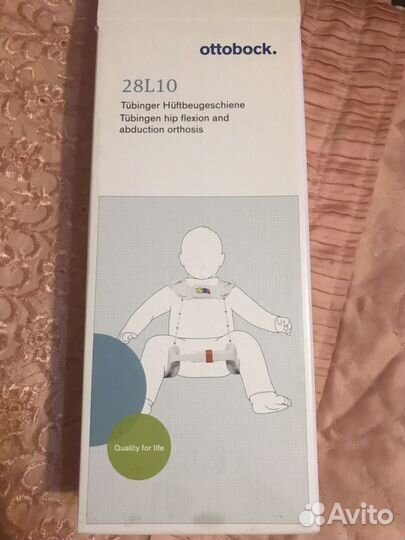 ottobock.
28L10
Tübinger Hüftbeugeschiene
Tübingen hip flexion and
abduction orthosis
Quality for life
Avito